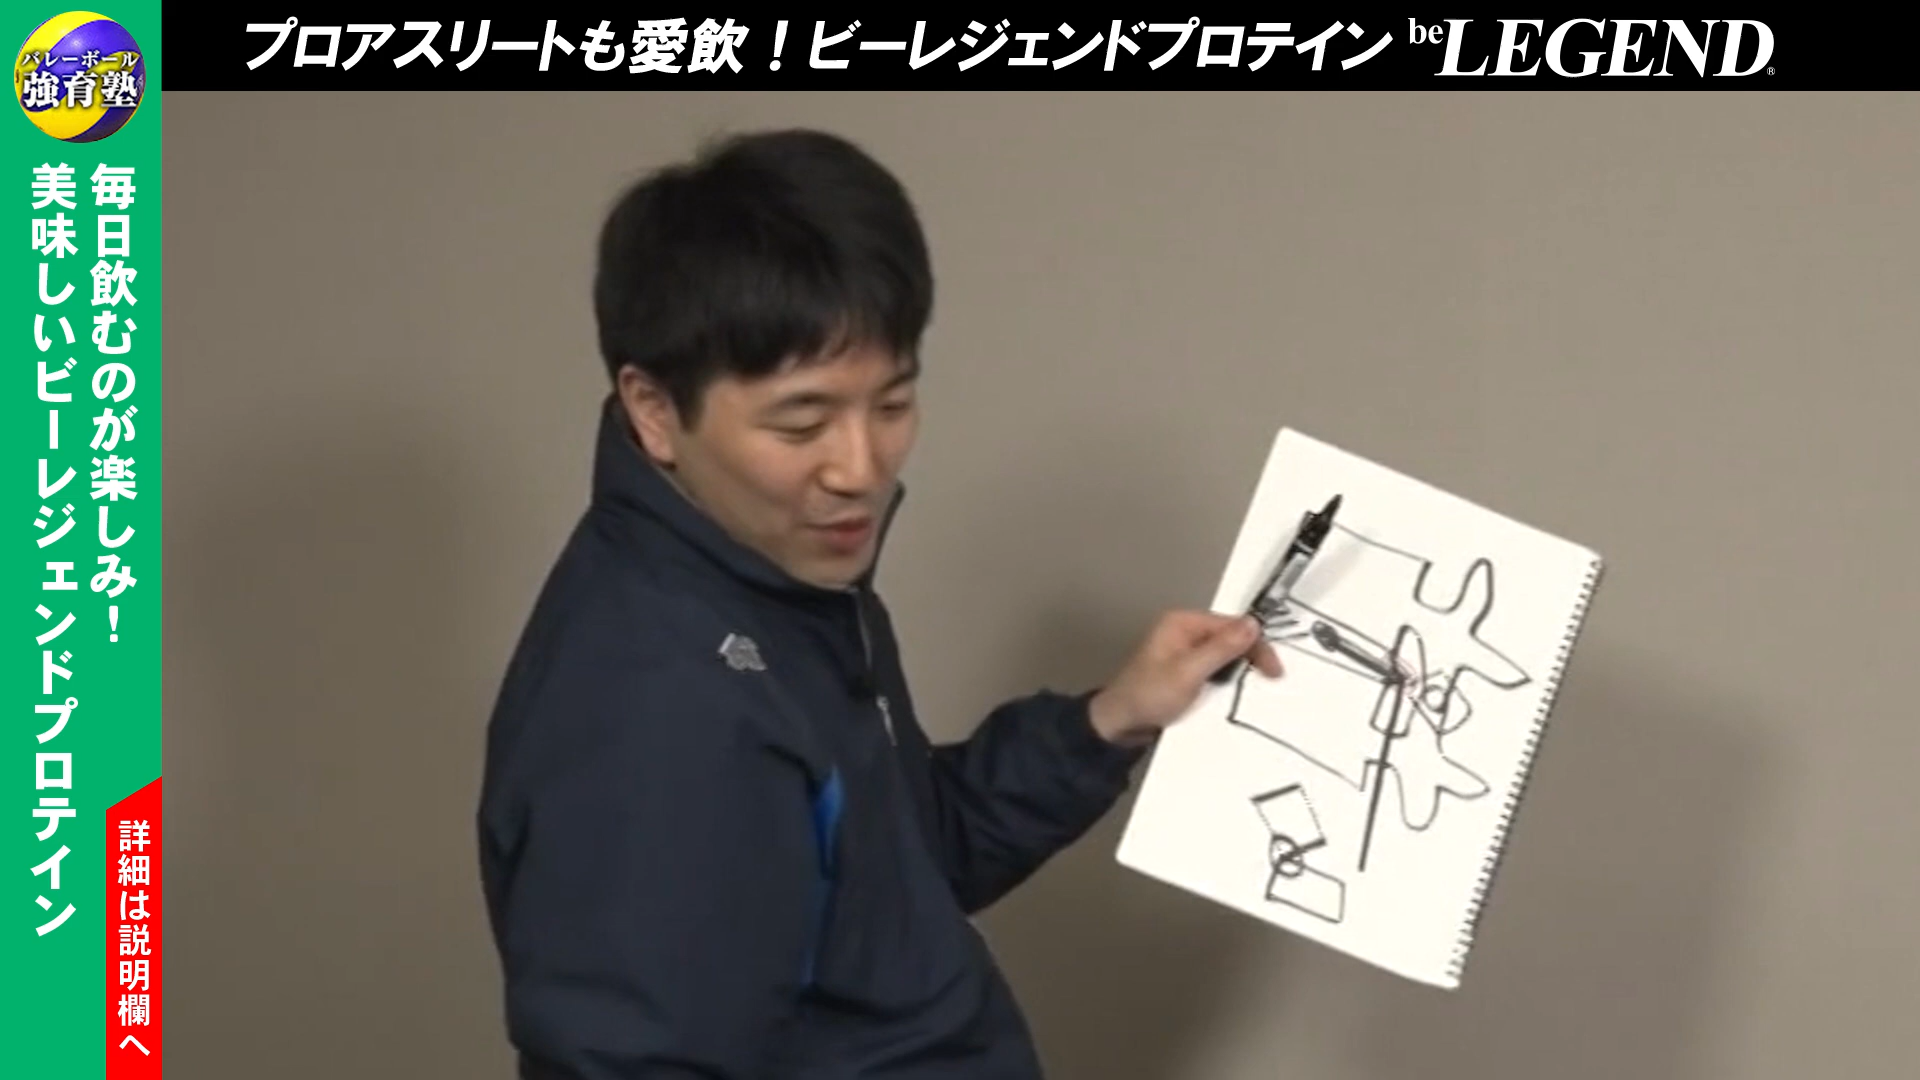 プロアスリートも愛飲！ビーレジェンドプロテイン be LEGEND®
バレーボール
強育塾
毎日飲むのが楽しみ！
美味しいビーレジェンドプロテイン
詳細は説明欄へ